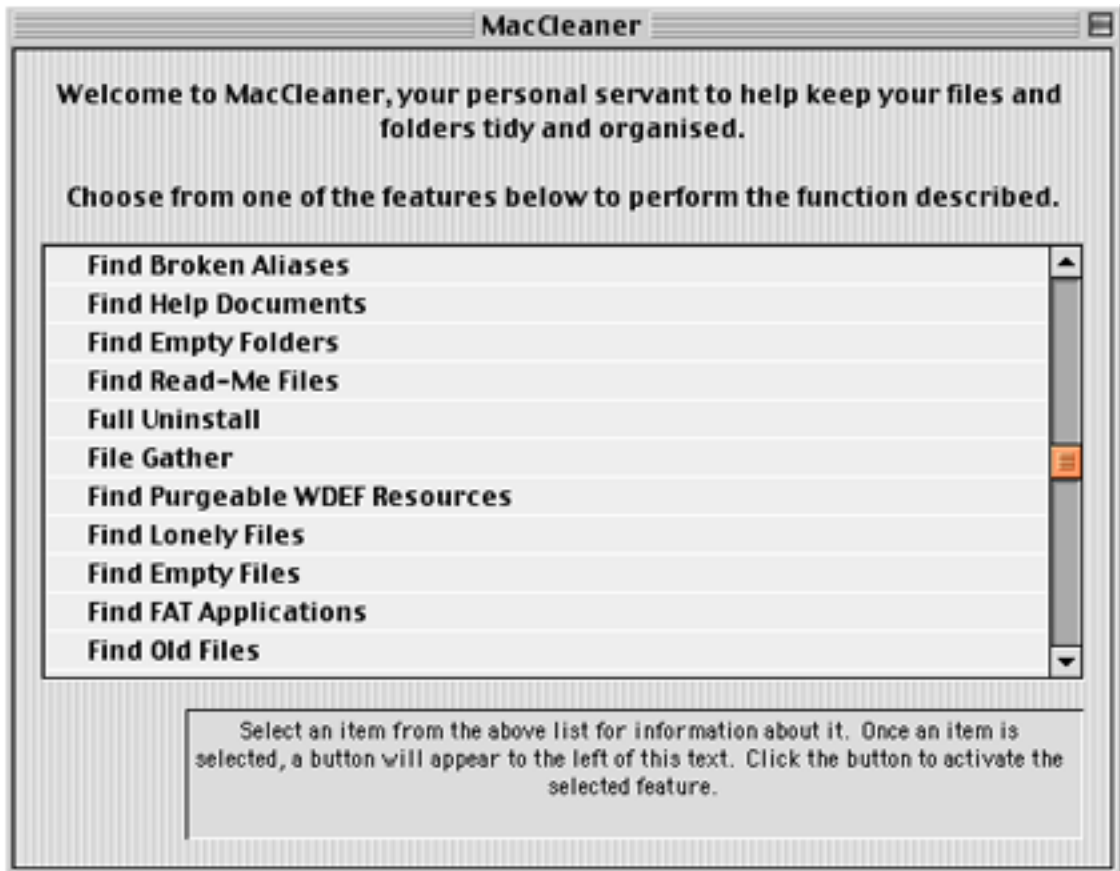 MacCleaner
Welcome to MacCleaner, your personal servant to help keep your files and
folders tidy and organised.
Choose from one of the features below to perform the function described.
Find Broken Aliases
Find Help Documents
Find Empty Folders
Find Read-Me Files
Full Uninstall
File Gather
Find Purgeable WDEF Resources
Find Lonely Files
Find Empty Files
Find FAT Applications
Find Old Files
Select an item from the above list for information about it. Once an item is
selected, a button will appear to the left of this text. Click the button to activate the
selected feature.